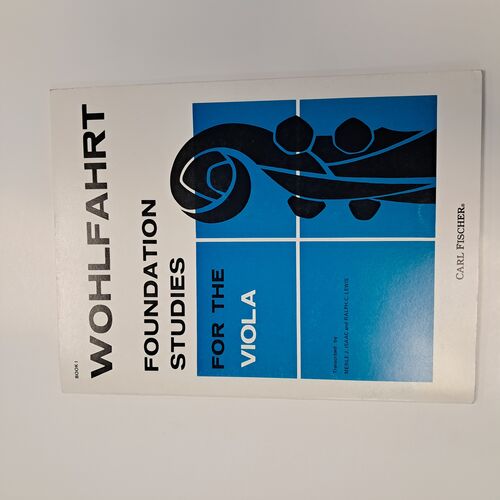 BOOK I
WOHLFAHRT
FOUNDATION
STUDIES
FOR THE
VIOLA
Transcribed by
MERLE J. ISAAC and RALPH C. LEWIS
CARL FISCHER®